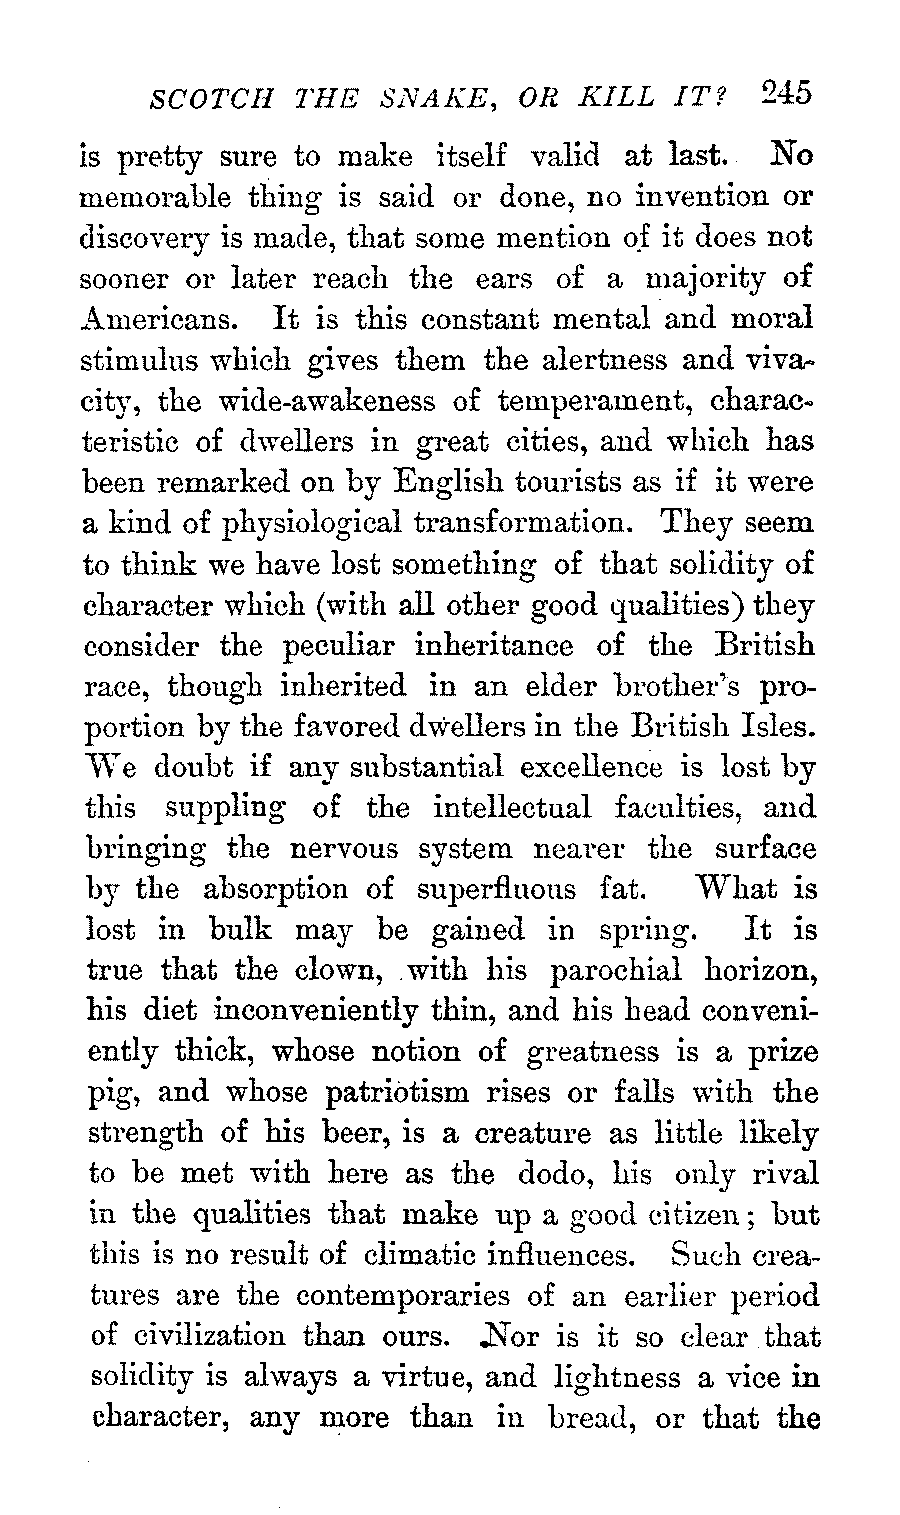 SCOTCH THE SNAKE, OR KILL IT? 245
is pretty sure to make itself valid at last. No
memorable thing is said or done, no invention or
discovery is made, that some mention of it does not
sooner or later reach the ears of a majority of
Americans. It is this constant mental and moral
stimulus which gives them the alertness and viva-
city, the wide-awakeness of temperament, charac-
teristic of dwellers in great cities, and which has
been remarked on by English tourists as if it were
a kind of physiological transformation. They seem
to think we have lost something of that solidity of
character which (with all other good qualities) they
consider the peculiar inheritance of the British
race, though inherited in an elder brother's pro-
portion by the favored dwellers in the British Isles.
We doubt if any substantial excellence is lost by
this suppling of the intellectual faculties, and
bringing the nervous system nearer the surface
by the absorption of superfluous fat. What is
lost in bulk may be gained in spring. It is
true that the clown, with his parochial horizon,
his diet inconveniently thin, and his head conveni-
ently thick, whose notion of greatness is a prize
pig, and whose patriotism rises or falls with the
strength of his beer, is a creature as little likely
to be met with here as the dodo, his only rival
in the qualities that make up a good citizen; but
this is no result of climatic influences. Such crea-
tures are the contemporaries of an earlier period
of civilization than ours. Nor is it so clear that
solidity is always a virtue, and lightness a vice in
character, any more than in bread, or that the